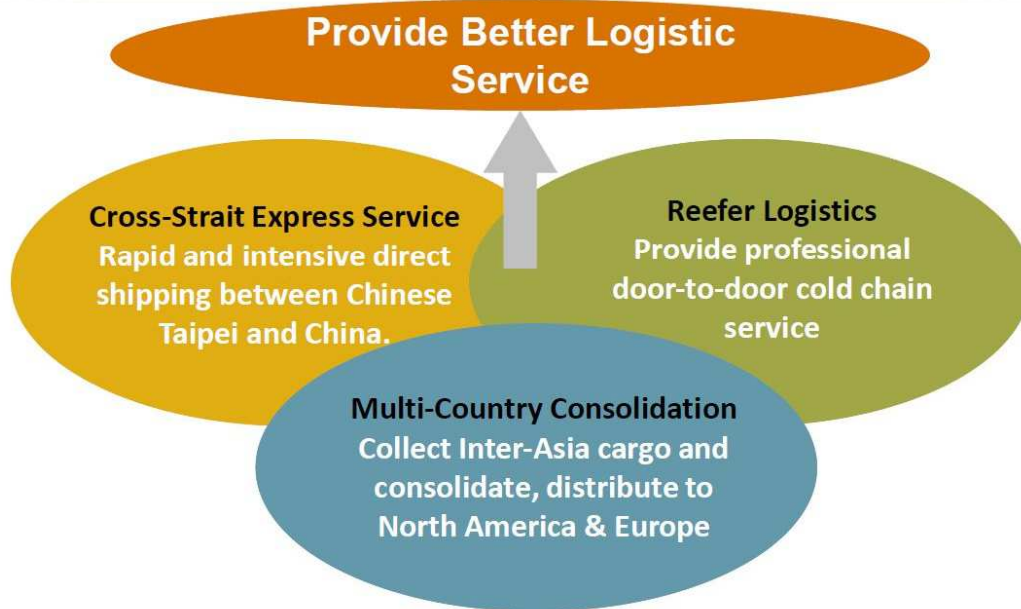 Provide Better Logistic
Service
Cross-Strait Express Service
Rapid and intensive direct
shipping between Chinese
Taipei and China.
Reefer Logistics
Provide professional
door-to-door cold chain
service
Multi-Country Consolidation
Collect Inter-Asia cargo and
consolidate, distribute to
North America & Europe